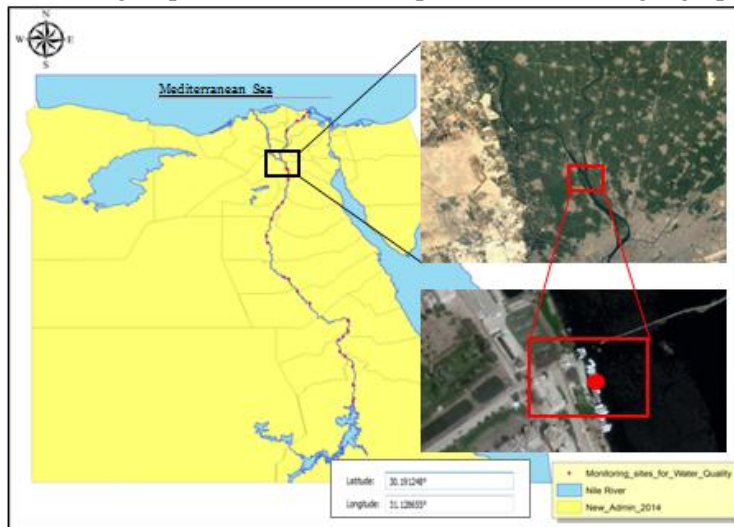 N
W E
S
Mediterranean Sea
Latitude: 30.191248°
Longitude: 31.128655°
Monitoring_sites_for_Water_Quality
Nile River
New_Admin_2014